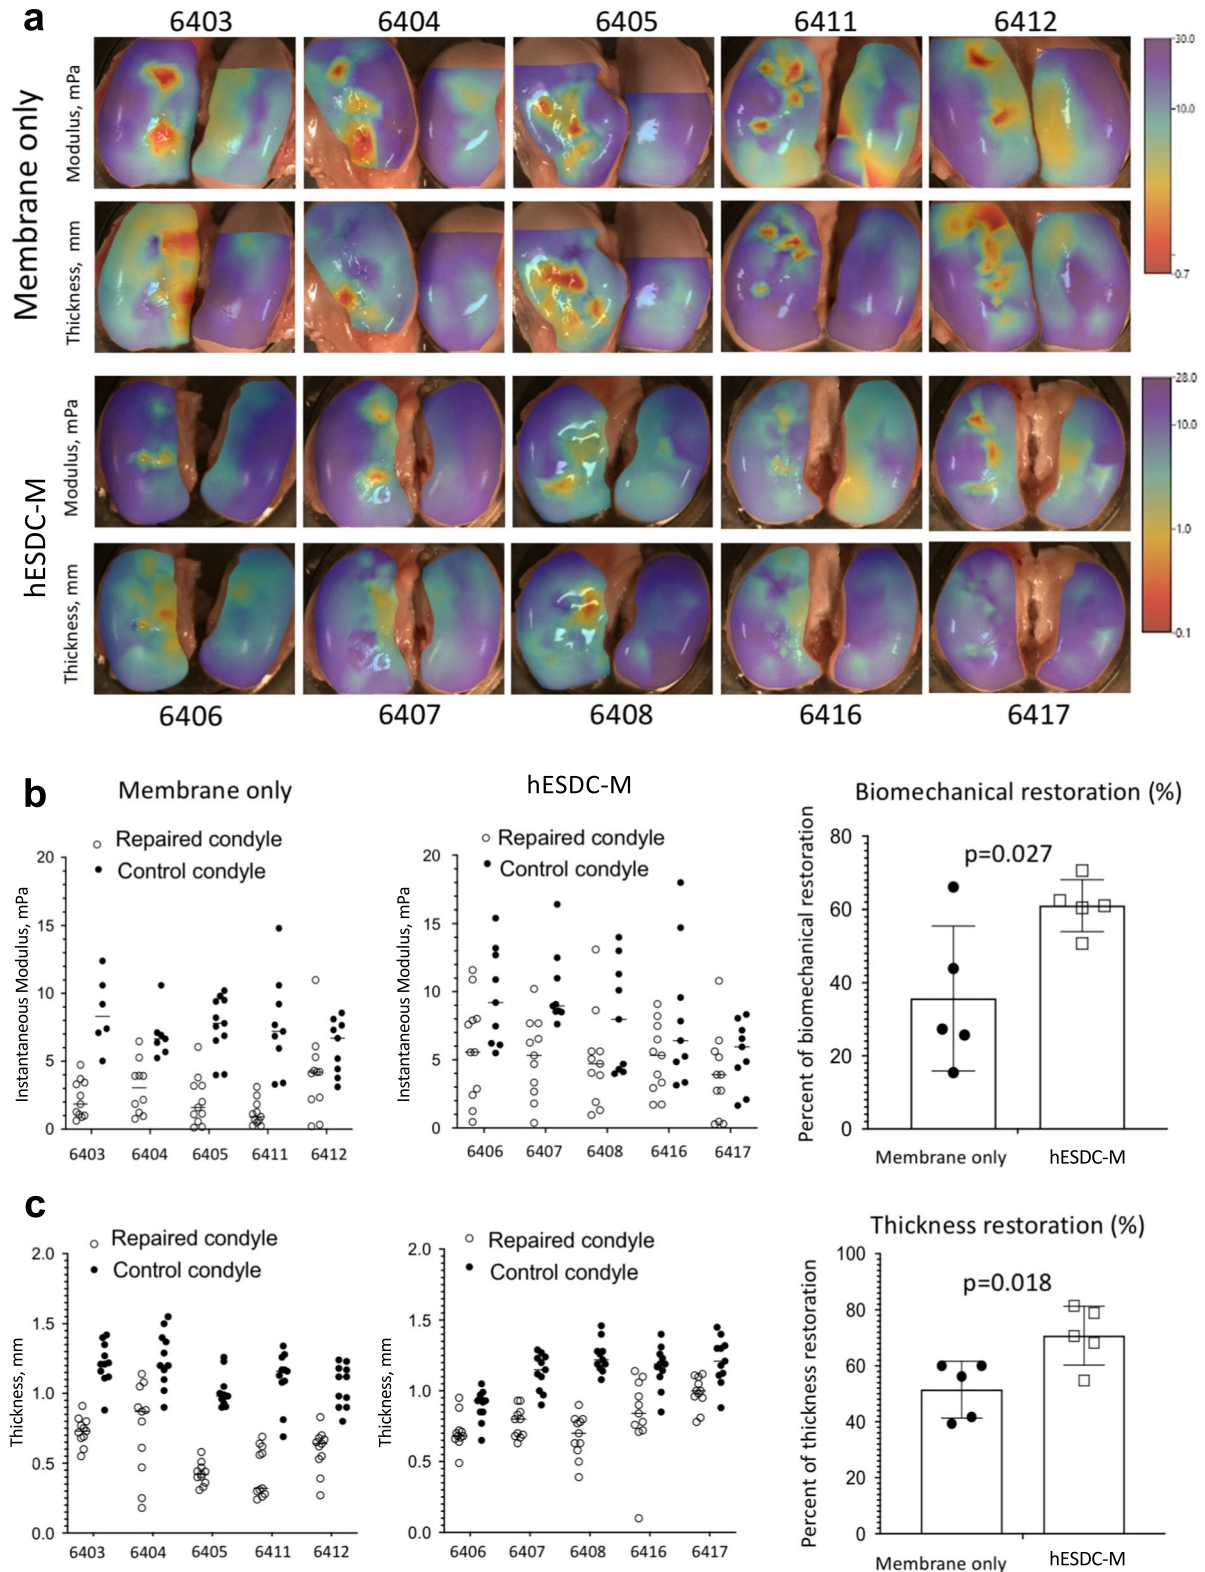 a
6403 6404 6405 6411 6412
Membrane only
Modulus, mPa
Thickness, mm
30.0
10.0
0.7
hESDC-M
Modulus, mPa
Thickness, mm
28.0
10.0
1.0
0.1
6406 6407 6408 6416 6417
b
Membrane only
Repaired condyle
Control condyle
Instantaneous Modulus, mPa
20
15
10
5
0
6403 6404 6405 6411 6412
hESDC-M
Repaired condyle
Control condyle
Instantaneous Modulus, mPa
20
15
10
5
0
6406 6407 6408 6416 6417
Biomechanical restoration (%)
p=0.027
Percent of biomechanical restoration
80
60
40
20
0
Membrane only hESDC-M
c
Repaired condyle
Control condyle
Thickness, mm
2.0
1.5
1.0
0.5
0.0
6403 6404 6405 6411 6412
Repaired condyle
Control condyle
Thickness, mm
2.0
1.5
1.0
0.5
0.0
6406 6407 6408 6416 6417
Thickness restoration (%)
p=0.018
Percent of thickness restoration
100
80
60
40
20
0
Membrane only hESDC-M